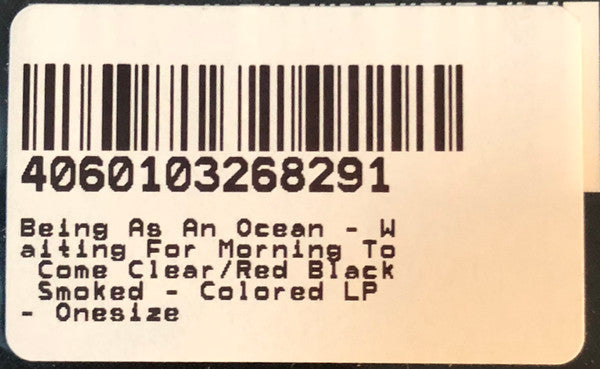 4060103268291
Being As An Ocean - W
aiting For Morning To
Come Clear/Red Black
Smoked - Colored LP
- Onesize